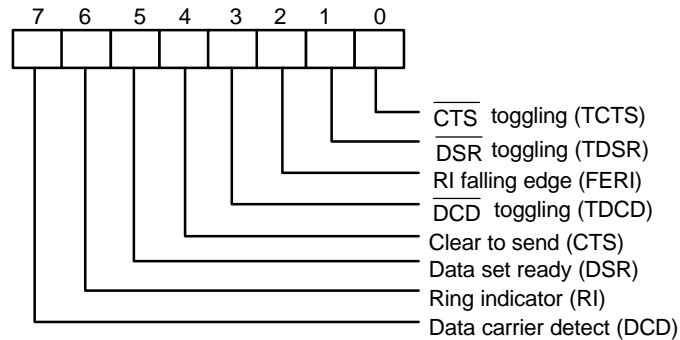 7 6 5 4 3 2 1 0
CTS toggling (TCTS)
DSR toggling (TDSR)
RI falling edge (FERI)
DCD toggling (TDCD)
Clear to send (CTS)
Data set ready (DSR)
Ring indicator (RI)
Data carrier detect (DCD)